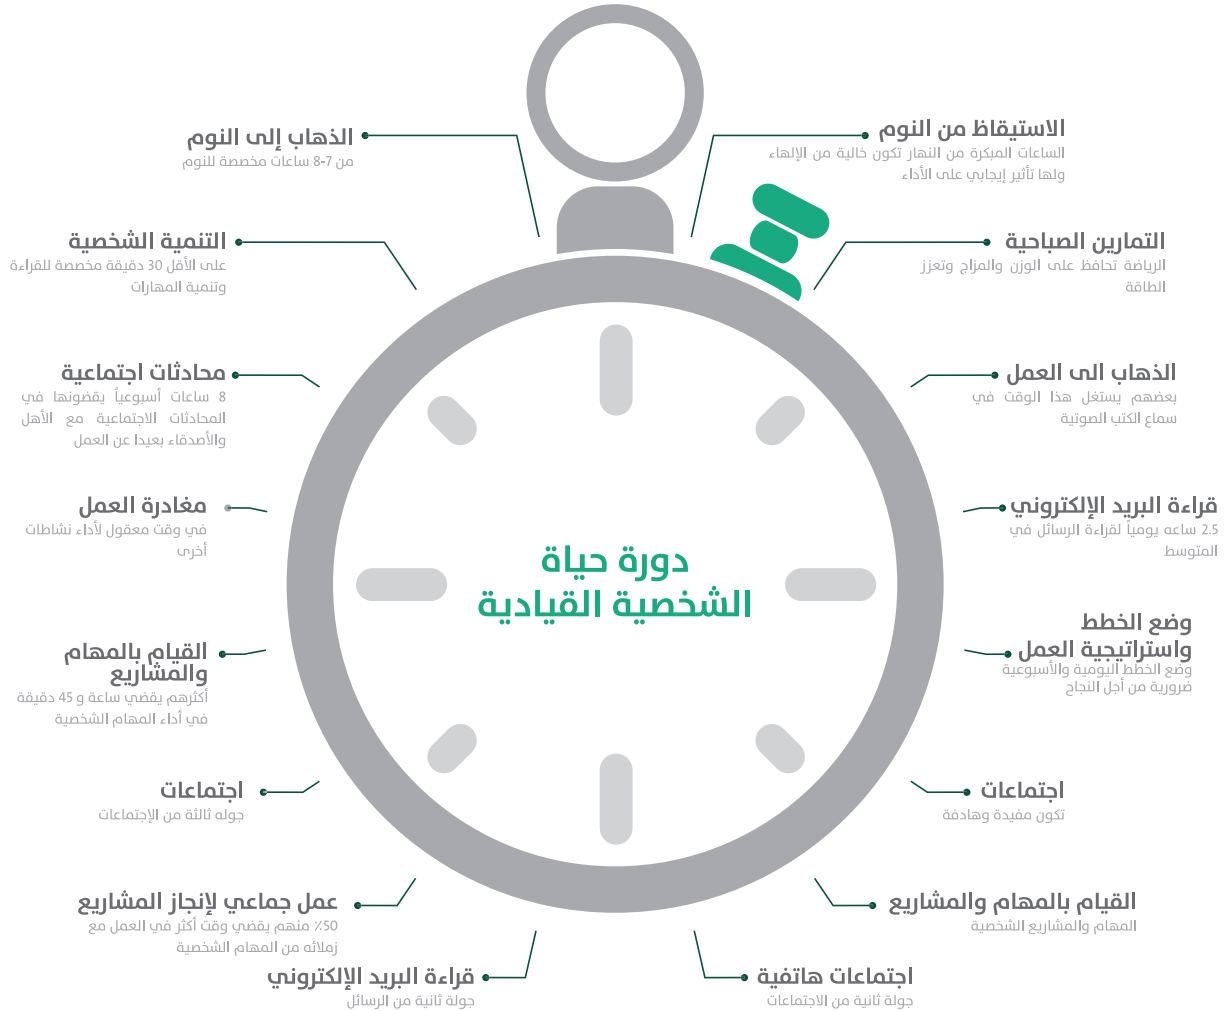 دورة حياة
الشخصية القيادية
الاستيقاظ من النوم
الساعات المبكرة من النهار تكون خالية من الإلهاء
ولها تأثير إيجابي على الأداء
التمارين الصباحية
الرياضة تحافظ على الوزن والمزاج وتعزز
الطاقة
الذهاب الى العمل
بعضهم يستغل هذا الوقت في
سماع الكتب الصوتية
قراءة البريد الإلكتروني
2.5 ساعه يومياً لقراءة الرسائل في
المتوسط
وضع الخطط
واستراتيجية العمل
وضع الخطط اليومية والأسبوعية
ضرورية من أجل النجاح
اجتماعات
تكون مفيدة وهادفة
القيام بالمهام والمشاريع
المهام والمشاريع الشخصية
اجتماعات هاتفية
جولة ثانية من الاجتماعات
قراءة البريد الإلكتروني
جولة ثانية من الرسائل
عمل جماعي لإنجاز المشاريع
50٪ منهم يقضي وقت أكثر في العمل مع
زملائه من المهام الشخصية
اجتماعات
جوله ثالثة من الإجتماعات
القيام بالمهام
والمشاريع
أكثرهم يقضي ساعة و 45 دقيقة
في أداء المهام الشخصية
مغادرة العمل
في وقت معقول لأداء نشاطات
أخرى
محادثات اجتماعية
8 ساعات أسبوعياً يقضونها في
المحادثات الاجتماعية مع الأهل
والأصدقاء بعيدا عن العمل
التنمية الشخصية
على الأقل 30 دقيقة مخصصة للقراءة
وتنمية المهارات
الذهاب إلى النوم
من 7-8 ساعات مخصصة للنوم